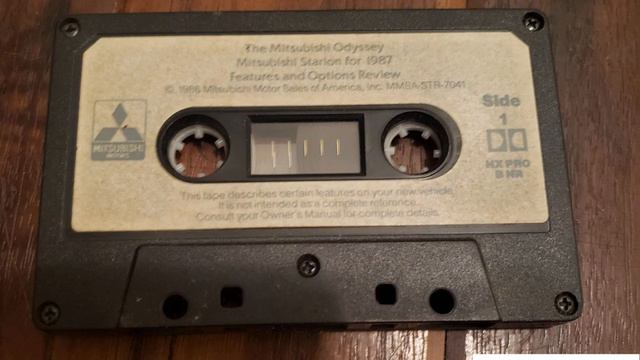 The Mitsubishi Odyssey
Mitsubishi Starion for 1987
Features and Options Review
© 1986 Mitsubishi Motor Sales of America, Inc. MMSA-STR-7041
MITSUBISHI
MOTORS
Side
1
HX PRO
B NR
This tape describes certain features on your new vehicle.
It is not intended as a complete reference.
Consult your Owner's Manual for complete details.